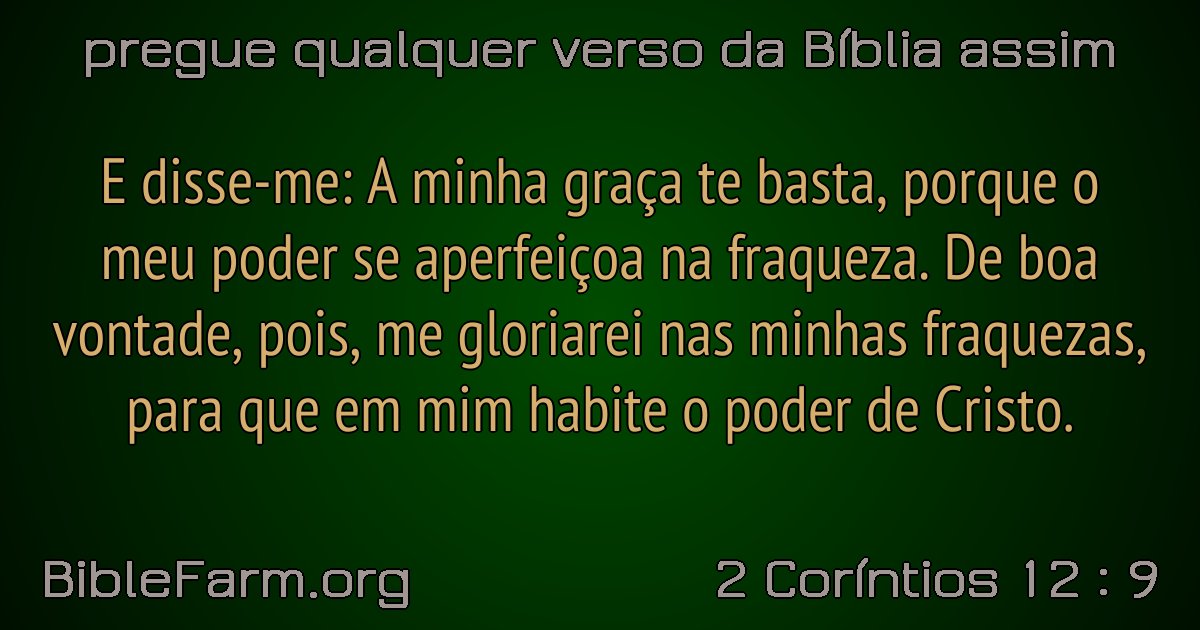 pregue qualquer verso da Bíblia assim
E disse-me: A minha graça te basta, porque o
meu poder se aperfeiçoa na fraqueza. De boa
vontade, pois, me gloriarei nas minhas fraquezas,
para que em mim habite o poder de Cristo.
BibleFarm.org
2 Coríntios 12 : 9